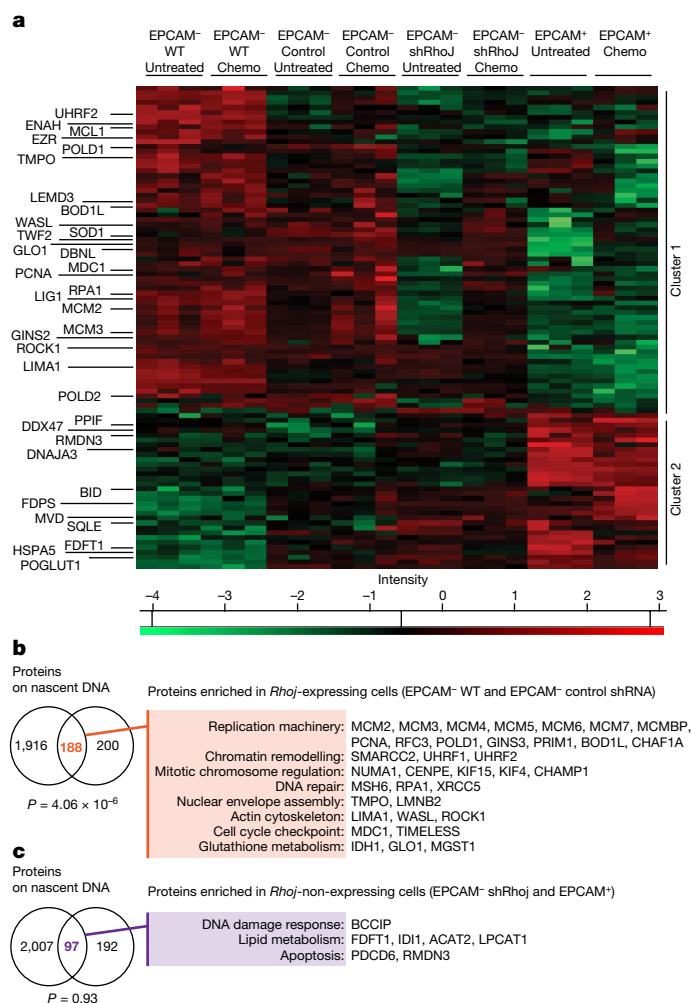 a
EPCAM– EPCAM– EPCAM– EPCAM– EPCAM– EPCAM– EPCAM+ EPCAM+
WT WT Control Control shRhoJ shRhoJ Untreated Chemo
Untreated Chemo Untreated Chemo Untreated Chemo
UHRF2
ENAH
MCL1
EZR
POLD1
TMPO
LEMD3
BOD1L
WASL
SOD1
TWF2
GLO1
DBNL
MDC1
PCNA
RPA1
LIG1
MCM2
MCM3
GINS2
ROCK1
LIMA1
POLD2
PPIF
DDX47
RMDN3
DNAJA3
BID
FDPS
MVD
SQLE
FDFT1
HSPA5
POGLUT1
Cluster 1
Cluster 2
Intensity
–4 –3 –2 –1 0 1 2 3
b
Proteins
on nascent DNA
Proteins enriched in Rhoj-expressing cells (EPCAM– WT and EPCAM– control shRNA)
1,916 188 200
P = 4.06 × 10–6
Replication machinery: MCM2, MCM3, MCM4, MCM5, MCM6, MCM7, MCMBP,
PCNA, RFC3, POLD1, GINS3, PRIM1, BOD1L, CHAF1A
Chromatin remodelling: SMARCC2, UHRF1, UHRF2
Mitotic chromosome regulation: NUMA1, CENPE, KIF15, KIF4, CHAMP1
DNA repair: MSH6, RPA1, XRCC5
Nuclear envelope assembly: TMPO, LMNB2
Actin cytoskeleton: LIMA1, WASL, ROCK1
Cell cycle checkpoint: MDC1, TIMELESS
Glutathione metabolism: IDH1, GLO1, MGST1
c
Proteins
on nascent DNA
Proteins enriched in Rhoj-non-expressing cells (EPCAM– shRhoj and EPCAM+)
2,007 97 192
P = 0.93
DNA damage response: BCCIP
Lipid metabolism: FDFT1, IDI1, ACAT2, LPCAT1
Apoptosis: PDCD6, RMDN3